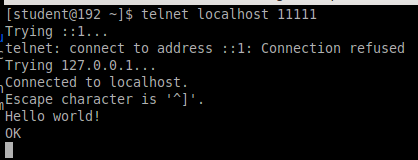 [student@192 ~]$ telnet localhost 11111
Trying ::1...
telnet: connect to address ::1: Connection refused
Trying 127.0.0.1...
Connected to localhost.
Escape character is '^]'.
Hello world!
OK